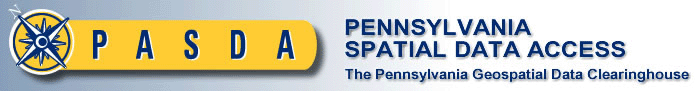 PASDA
PENNSYLVANIA
SPATIAL DATA ACCESS
The Pennsylvania Geospatial Data Clearinghouse